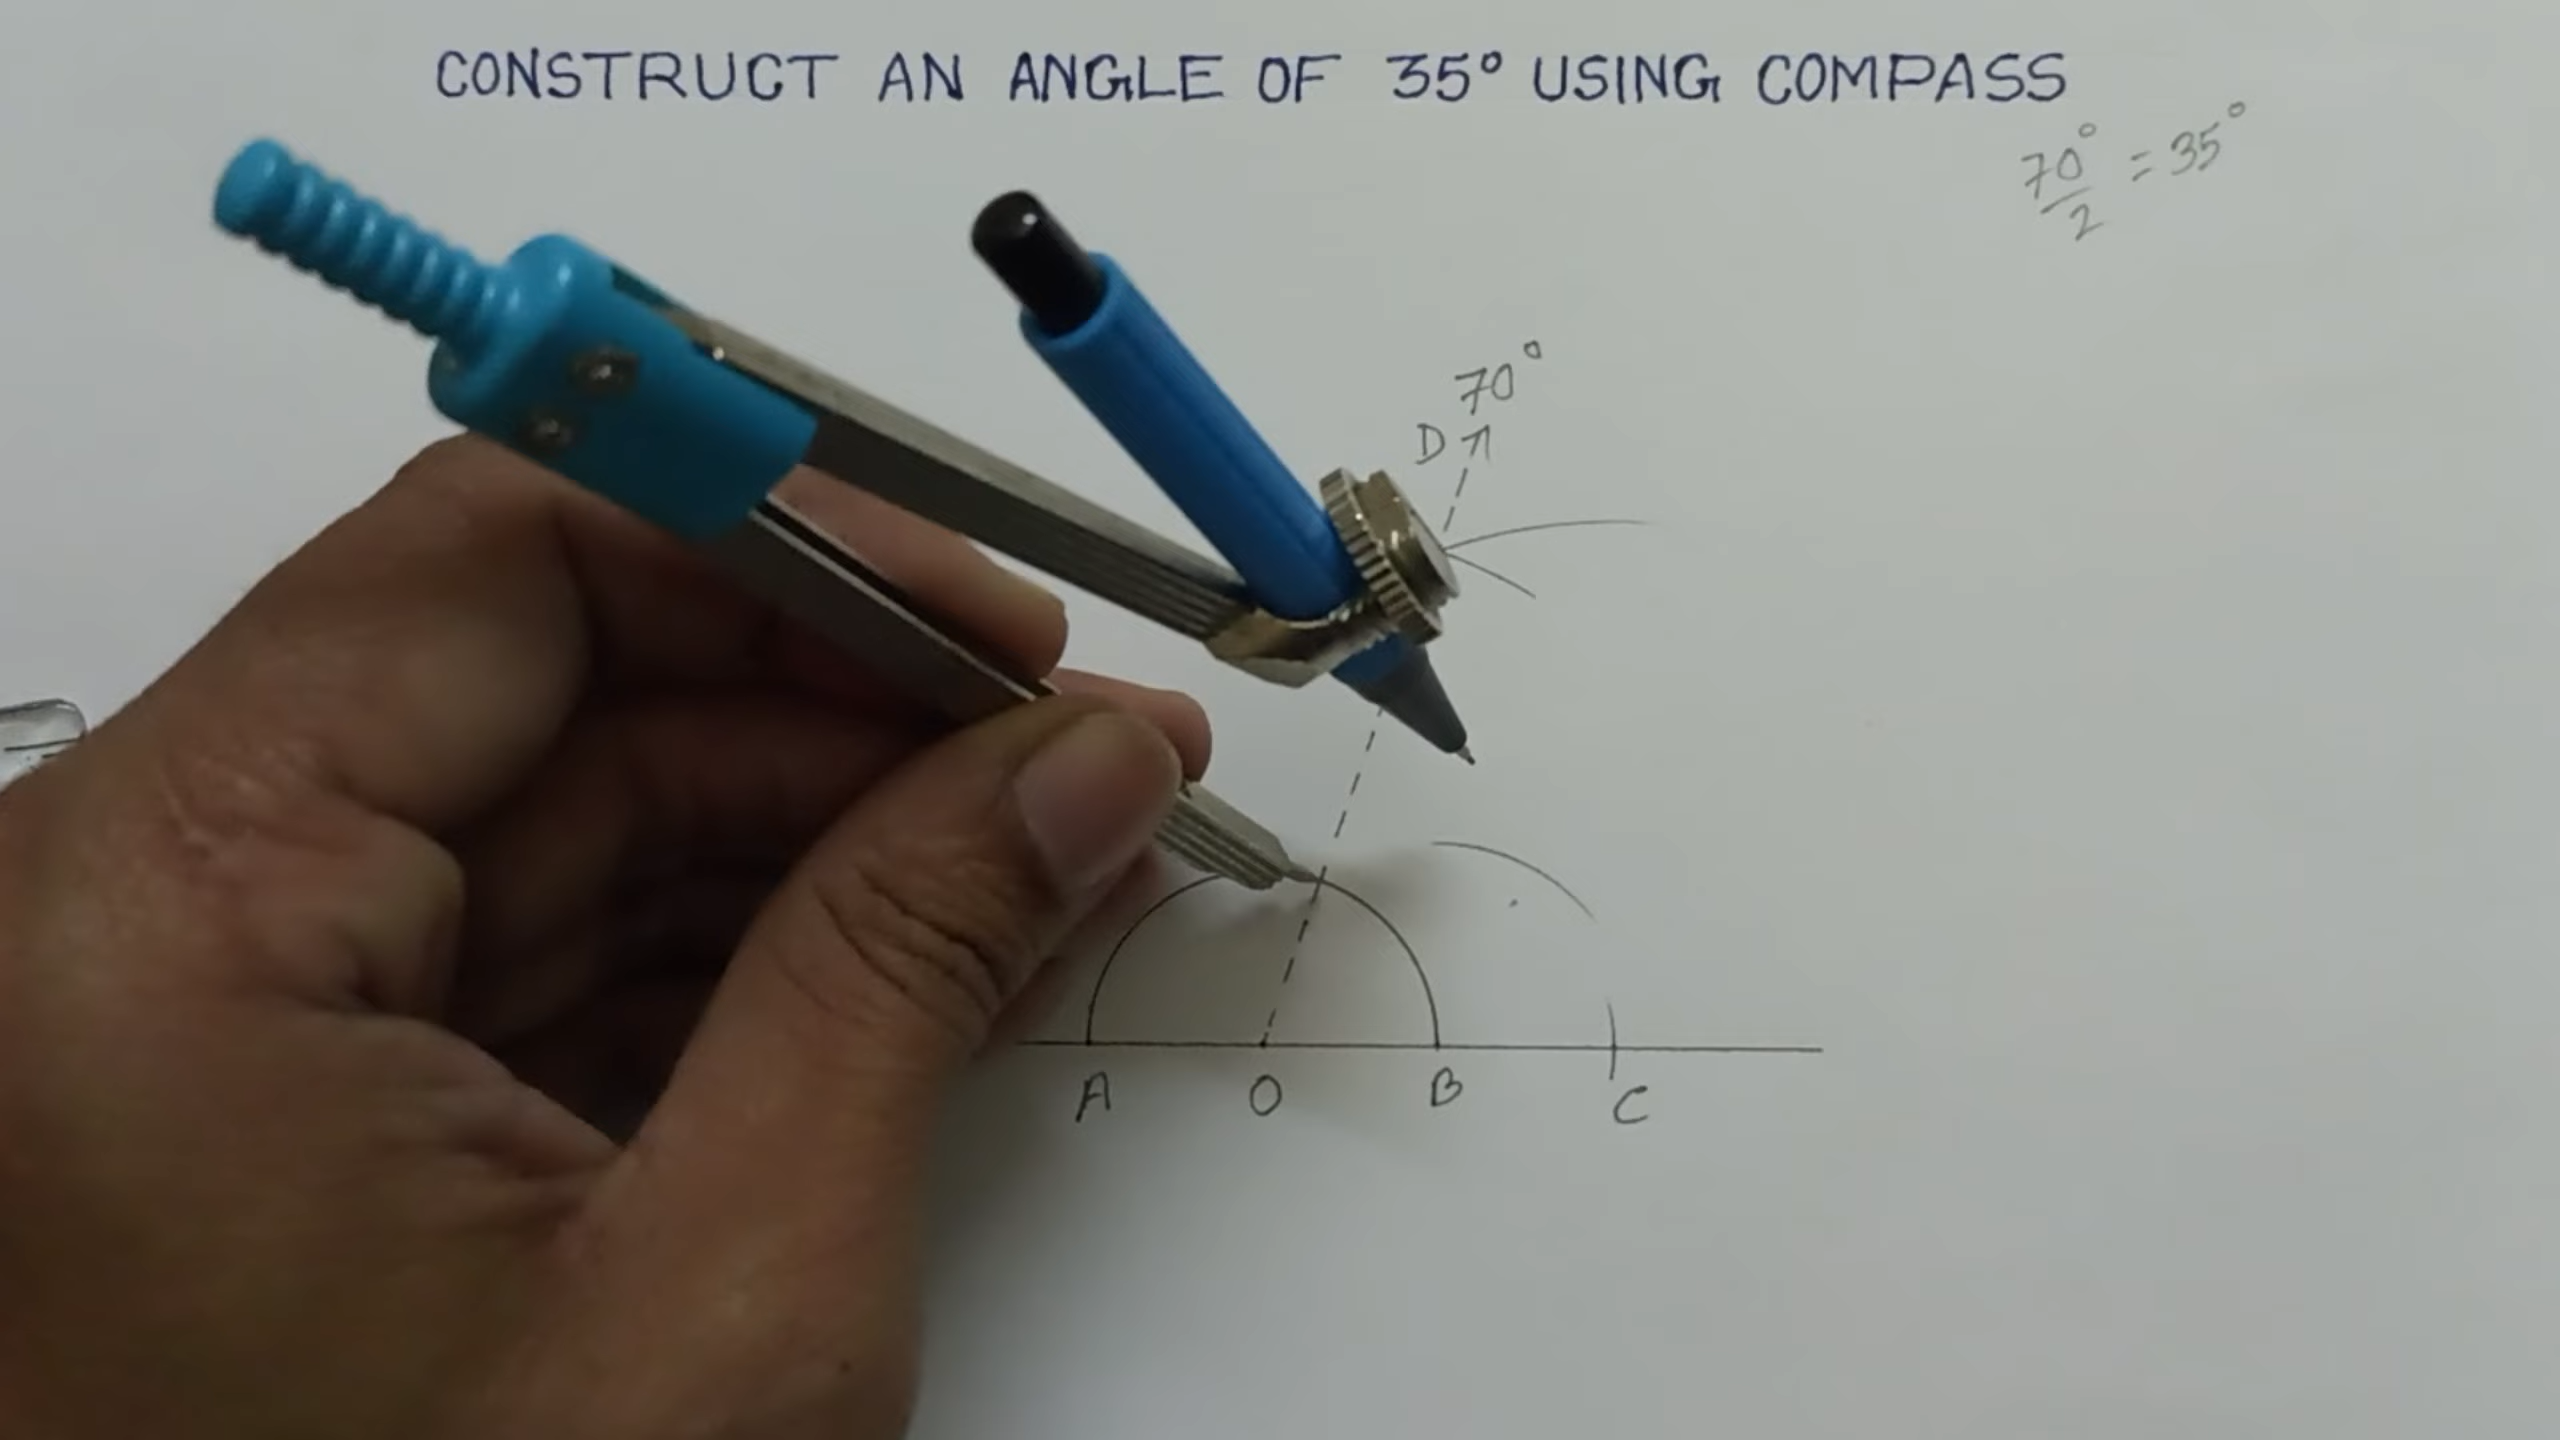 CONSTRUCT AN ANGLE OF 35° USING COMPASS
70°/2 = 35°
70°
D
A O B C